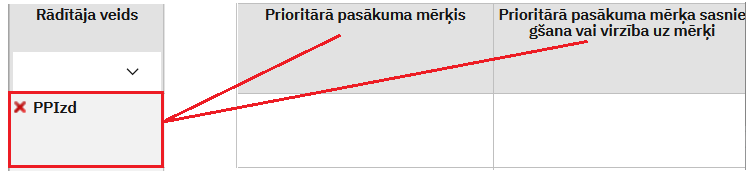 Rādītāja veids
Prioritārā pasākuma mērķis
Prioritārā pasākuma mērķa sasnie
gšana vai virzība uz mērķi
PPIzd